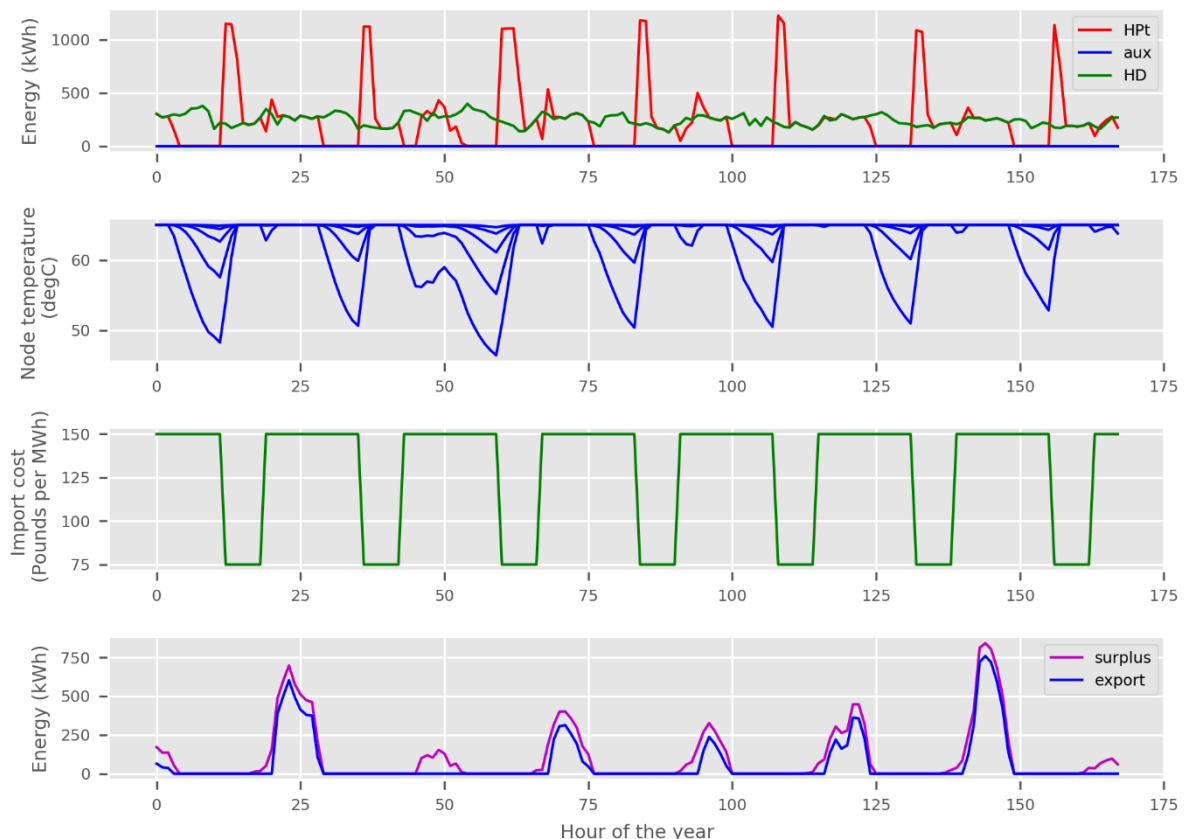 Energy (kWh)
1000
500
0
HPt
aux
HD
0 25 50 75 100 125 150 175
Node temperature
(degC)
60
50
0 25 50 75 100 125 150 175
Import cost
(Pounds per MWh)
150
125
100
75
0 25 50 75 100 125 150 175
Energy (kWh)
750
500
250
0
surplus
export
0 25 50 75 100 125 150 175
Hour of the year